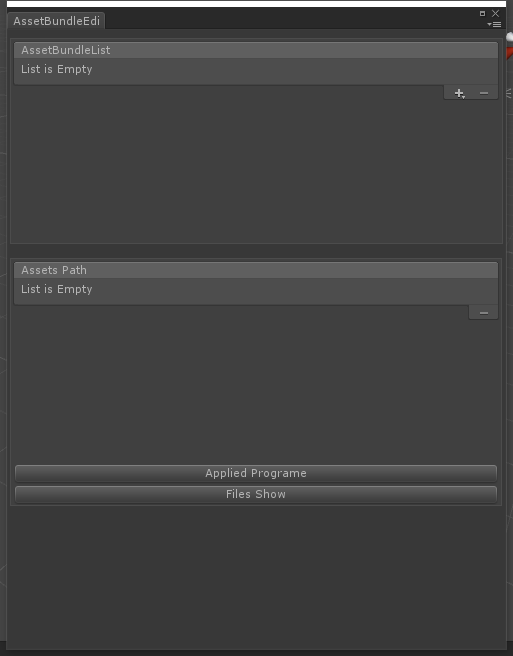 AssetBundleEdi
AssetBundleList
List is Empty
Assets Path
List is Empty
Applied Programe
Files Show